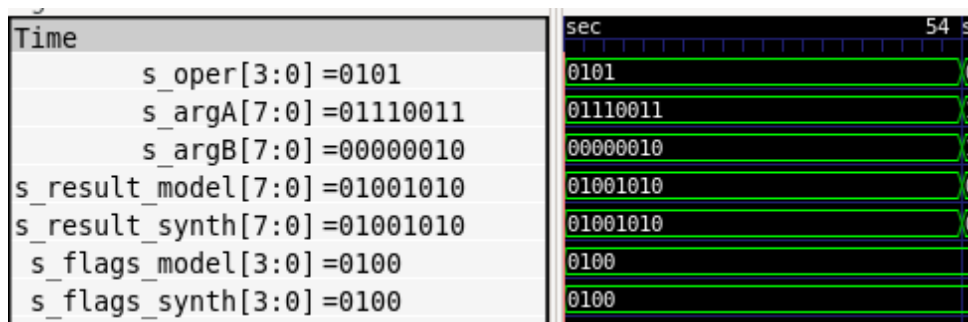 Time sec 54
s_oper[3:0]=0101 0101
s_argA[7:0]=01110011 01110011
s_argB[7:0]=00000010 00000010
s_result_model[7:0]=01001010 01001010
s_result_synth[7:0]=01001010 01001010
s_flags_model[3:0]=0100 0100
s_flags_synth[3:0]=0100 0100